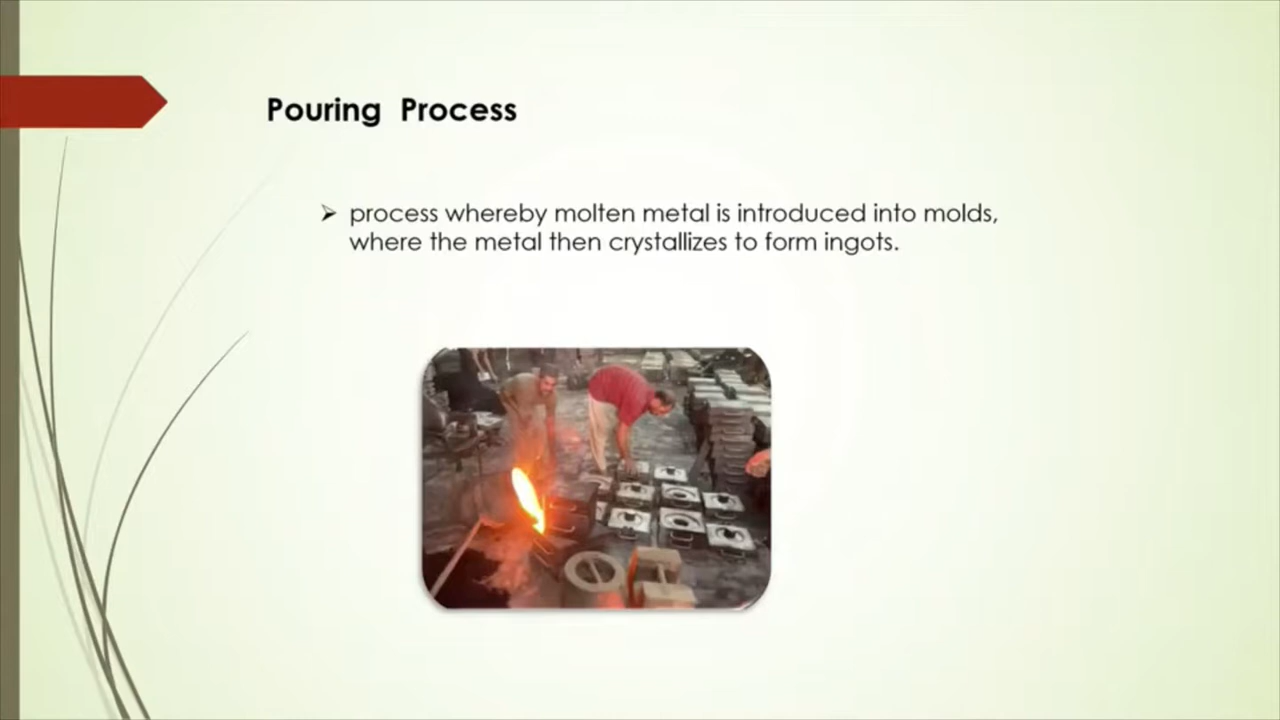 Pouring Process
➢ process whereby molten metal is introduced into molds,
where the metal then crystallizes to form ingots.